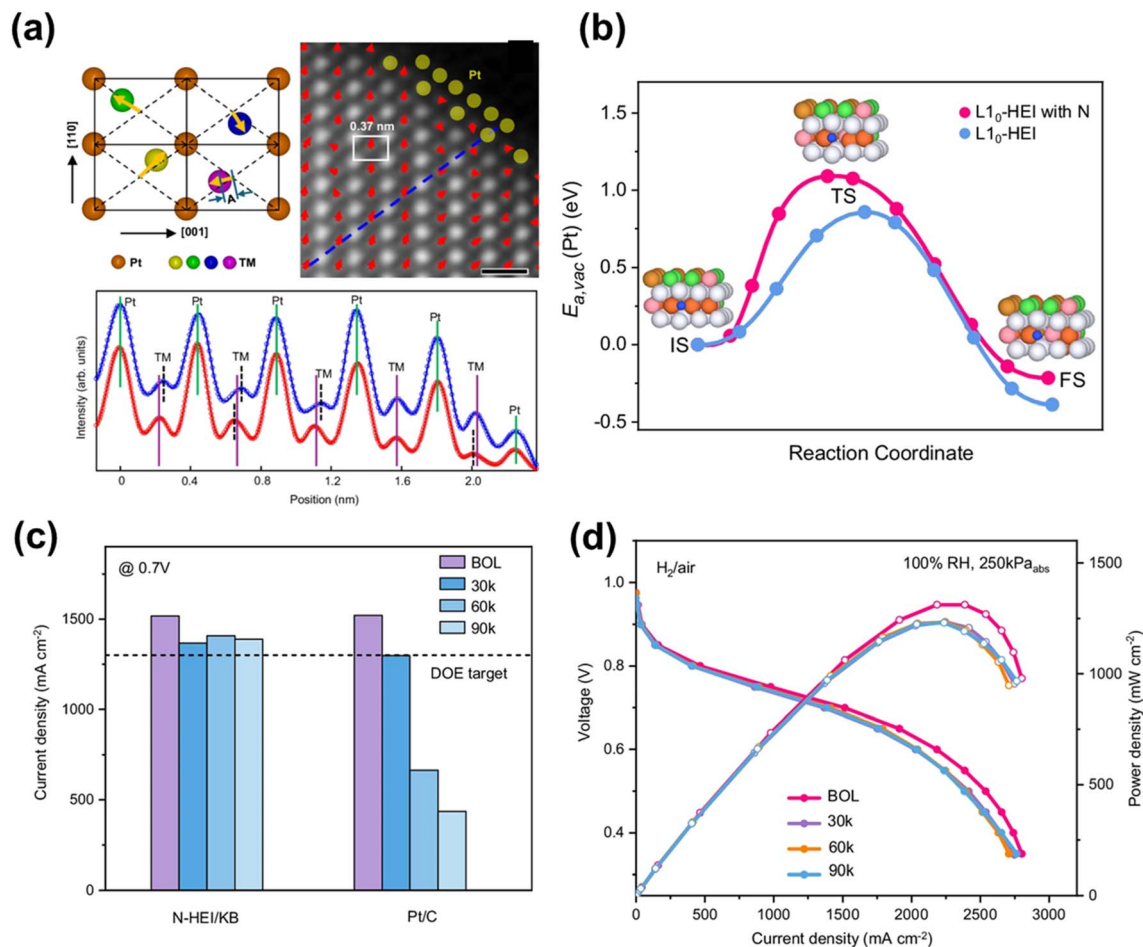 (a)
[110]
[001]
A
Pt
TM
Pt
0.37 nm
Intensity (arb. units)
Pt
Pt
Pt
Pt
Pt
Pt
TM
TM
TM
TM
TM
0
0.4
0.8
1.2
1.6
2.0
Position (nm)
(b)
Ea,vac (Pt) (eV)
1.5
1.0
0.5
0.0
-0.5
L10-HEI with N
L10-HEI
IS
TS
FS
Reaction Coordinate
(c)
@ 0.7V
Current density (mA cm-2)
1500
1000
500
0
BOL
30k
60k
90k
DOE target
N-HEI/KB
Pt/C
(d)
H2/air
100% RH, 250kPaabs
Voltage (V)
1.0
0.8
0.6
0.4
BOL
30k
60k
90k
Power density (mW cm-2)
1500
1000
500
0
0
500
1000
1500
2000
2500
3000
Current density (mA cm-2)